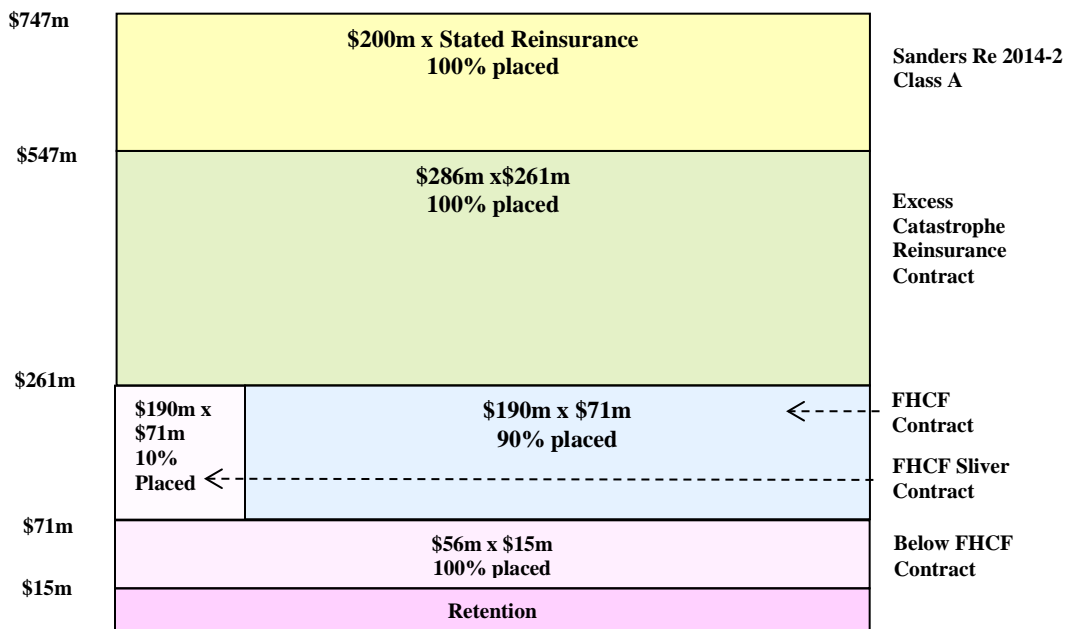 $747m
$200m x Stated Reinsurance
100% placed
Sanders Re 2014-2
Class A
$547m
$286m x$261m
100% placed
Excess
Catastrophe
Reinsurance
Contract
$261m
$190m x
$71m
10%
Placed
$190m x $71m
90% placed
FHCF
Contract
FHCF Sliver
Contract
$71m
$56m x $15m
100% placed
Below FHCF
Contract
$15m
Retention